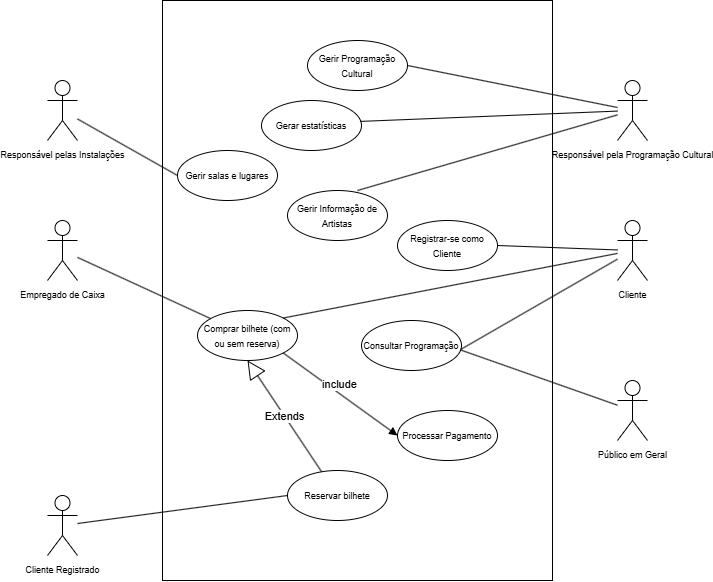 Gerir Programação
Cultural
Gerar estatísticas
Responsável pelas Instalações
Responsável pela Programação Cultural
Gerir salas e lugares
Gerir Informação de
Artistas
Registrar-se como
Cliente
Empregado de Caixa
Cliente
Comprar bilhete (com
ou sem reserva)
Consultar Programação
include
Extends
Processar Pagamento
Público em Geral
Reservar bilhete
Cliente Registrado